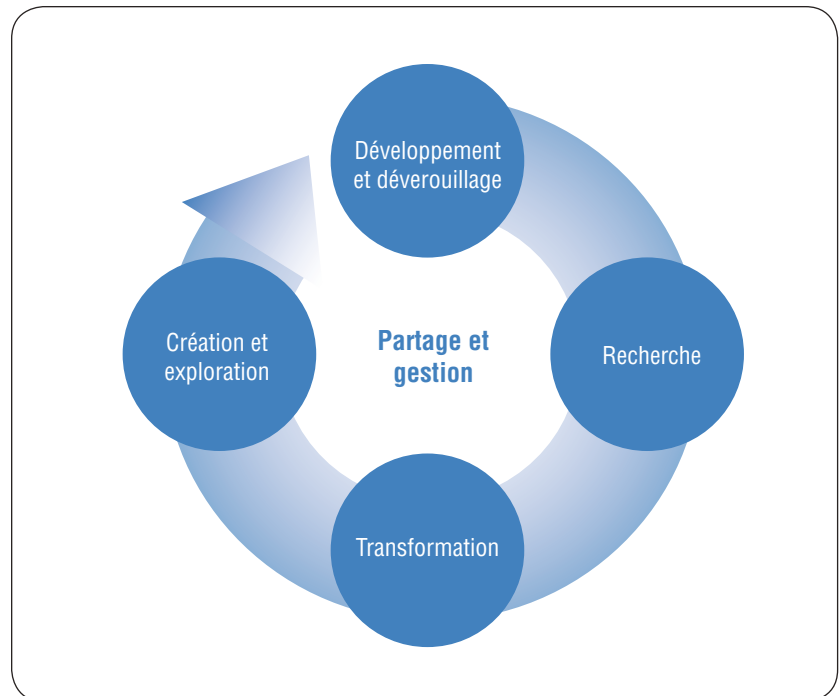 Développement
et déverouillage
Création et
exploration
Partage et
gestion
Recherche
Transformation